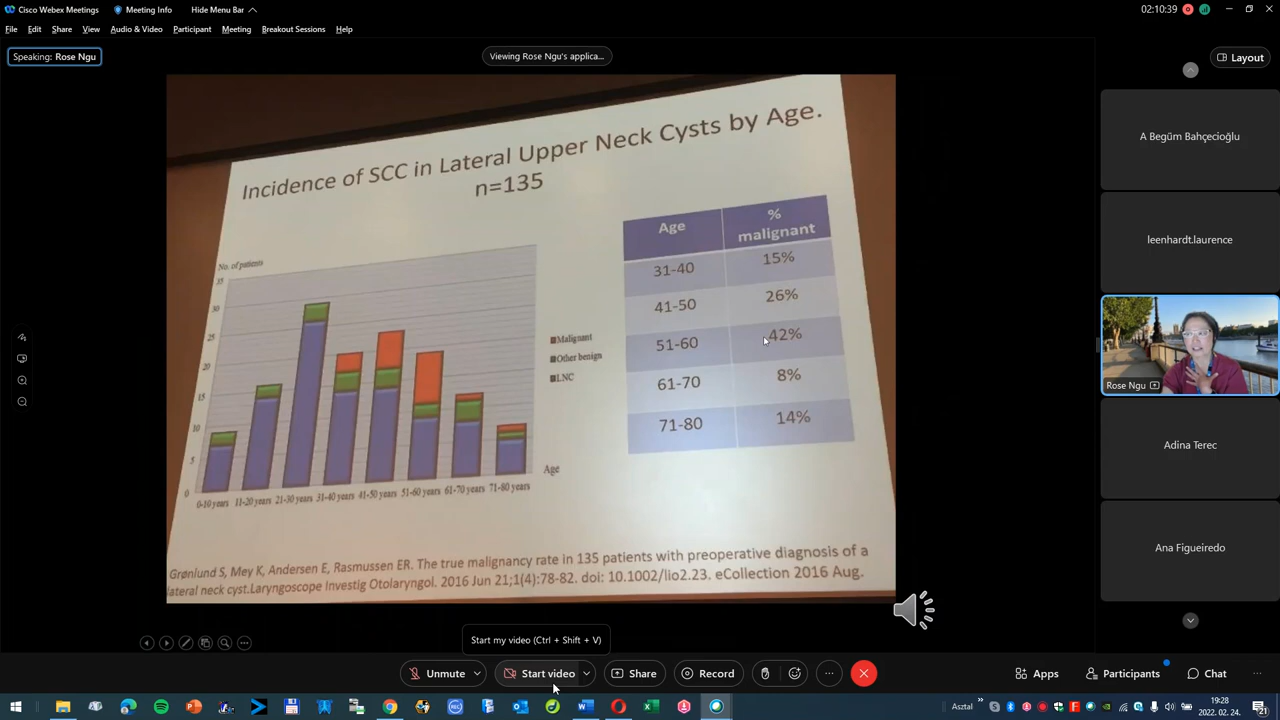 Cisco Webex Meetings
Meeting Info
Hide Menu Bar
02:10:39
File Edit Share View Audio & Video Participant Meeting Breakout Sessions Help
Speaking: Rose Ngu
Viewing Rose Ngu's applica...
Layout
Incidence of SCC in Lateral Upper Neck Cysts by Age.
n=135
No. of patients
35
30
25
20
15
10
5
0
0-10 years 11-20 years 21-30 years 31-40 years 41-50 years 51-60 years 61-70 years 71-80 years
Age
Malignant
Other benign
LNC
Age % malignant
31-40 15%
41-50 26%
51-60 42%
61-70 8%
71-80 14%
Grønlund S, Mey K, Andersen E, Rasmussen ER. The true malignancy rate in 135 patients with preoperative diagnosis of a
lateral neck cyst.Laryngoscope Investig Otolaryngol. 2016 Jun 21;1(4):78-82. doi: 10.1002/lio2.23. eCollection 2016 Aug.
A Begüm Bahçecioğlu
leenhardt.laurence
Rose Ngu
Adina Terec
Ana Figueiredo
Start my video (Ctrl + Shift + V)
Unmute
Start video
Share
Record
Apps
Participants
Chat
Asztal
19:28
2022. 02. 24.